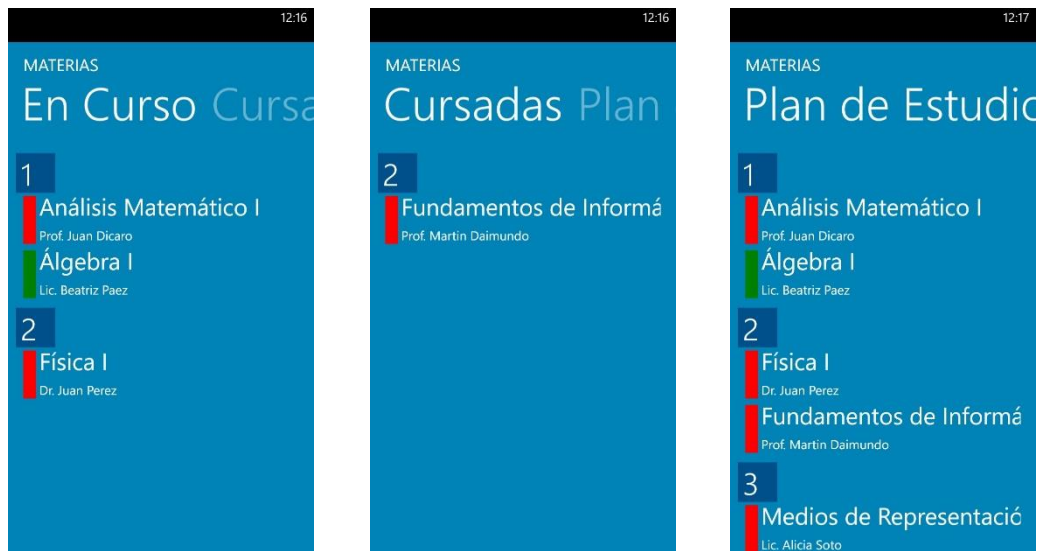 12:16
MATERIAS
En Curso Cursa
1
Análisis Matemático I
Prof. Juan Dicaro
Álgebra I
Lic. Beatriz Paez
2
Física I
Dr. Juan Perez
12:16
MATERIAS
Cursadas Plan
2
Fundamentos de Informá
Prof. Martin Daimundo
12:17
MATERIAS
Plan de Estudio
1
Análisis Matemático I
Prof. Juan Dicaro
Álgebra I
Lic. Beatriz Paez
2
Física I
Dr. Juan Perez
Fundamentos de Informá
Prof. Martin Daimundo
3
Medios de Representació
Lic. Alicia Soto